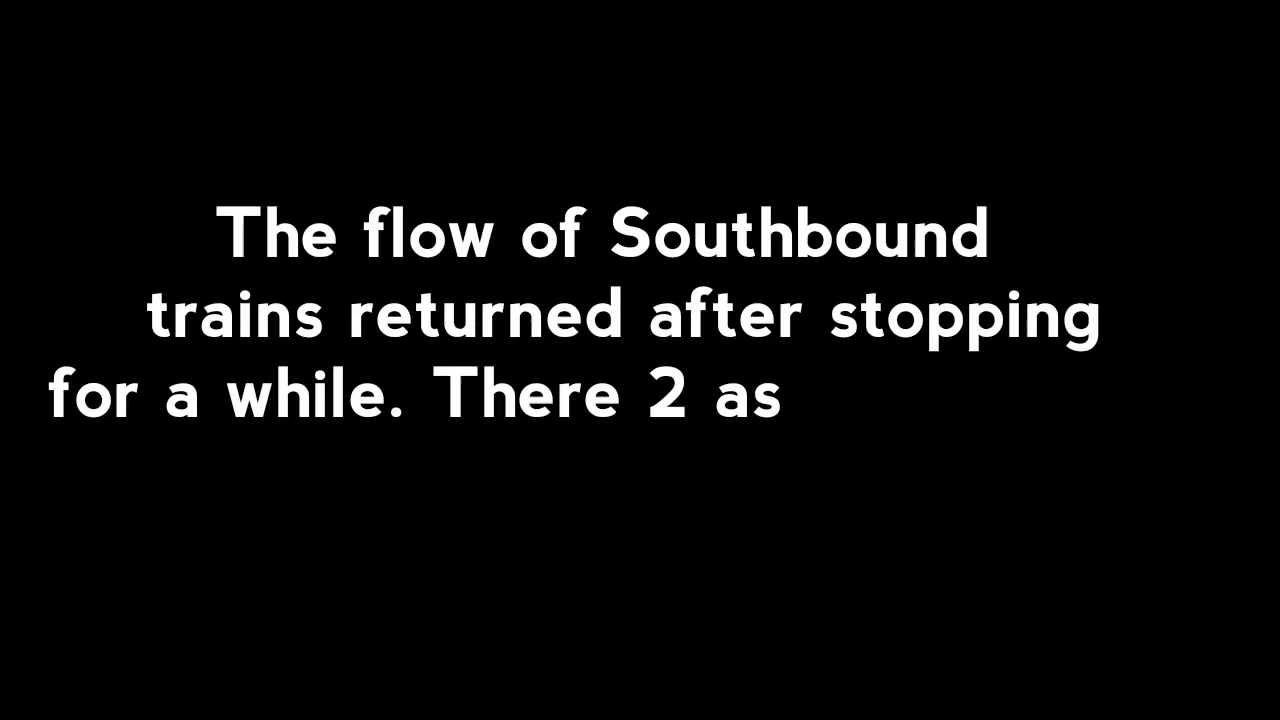 The flow of Southbound
trains returned after stopping
for a while. There 2 as